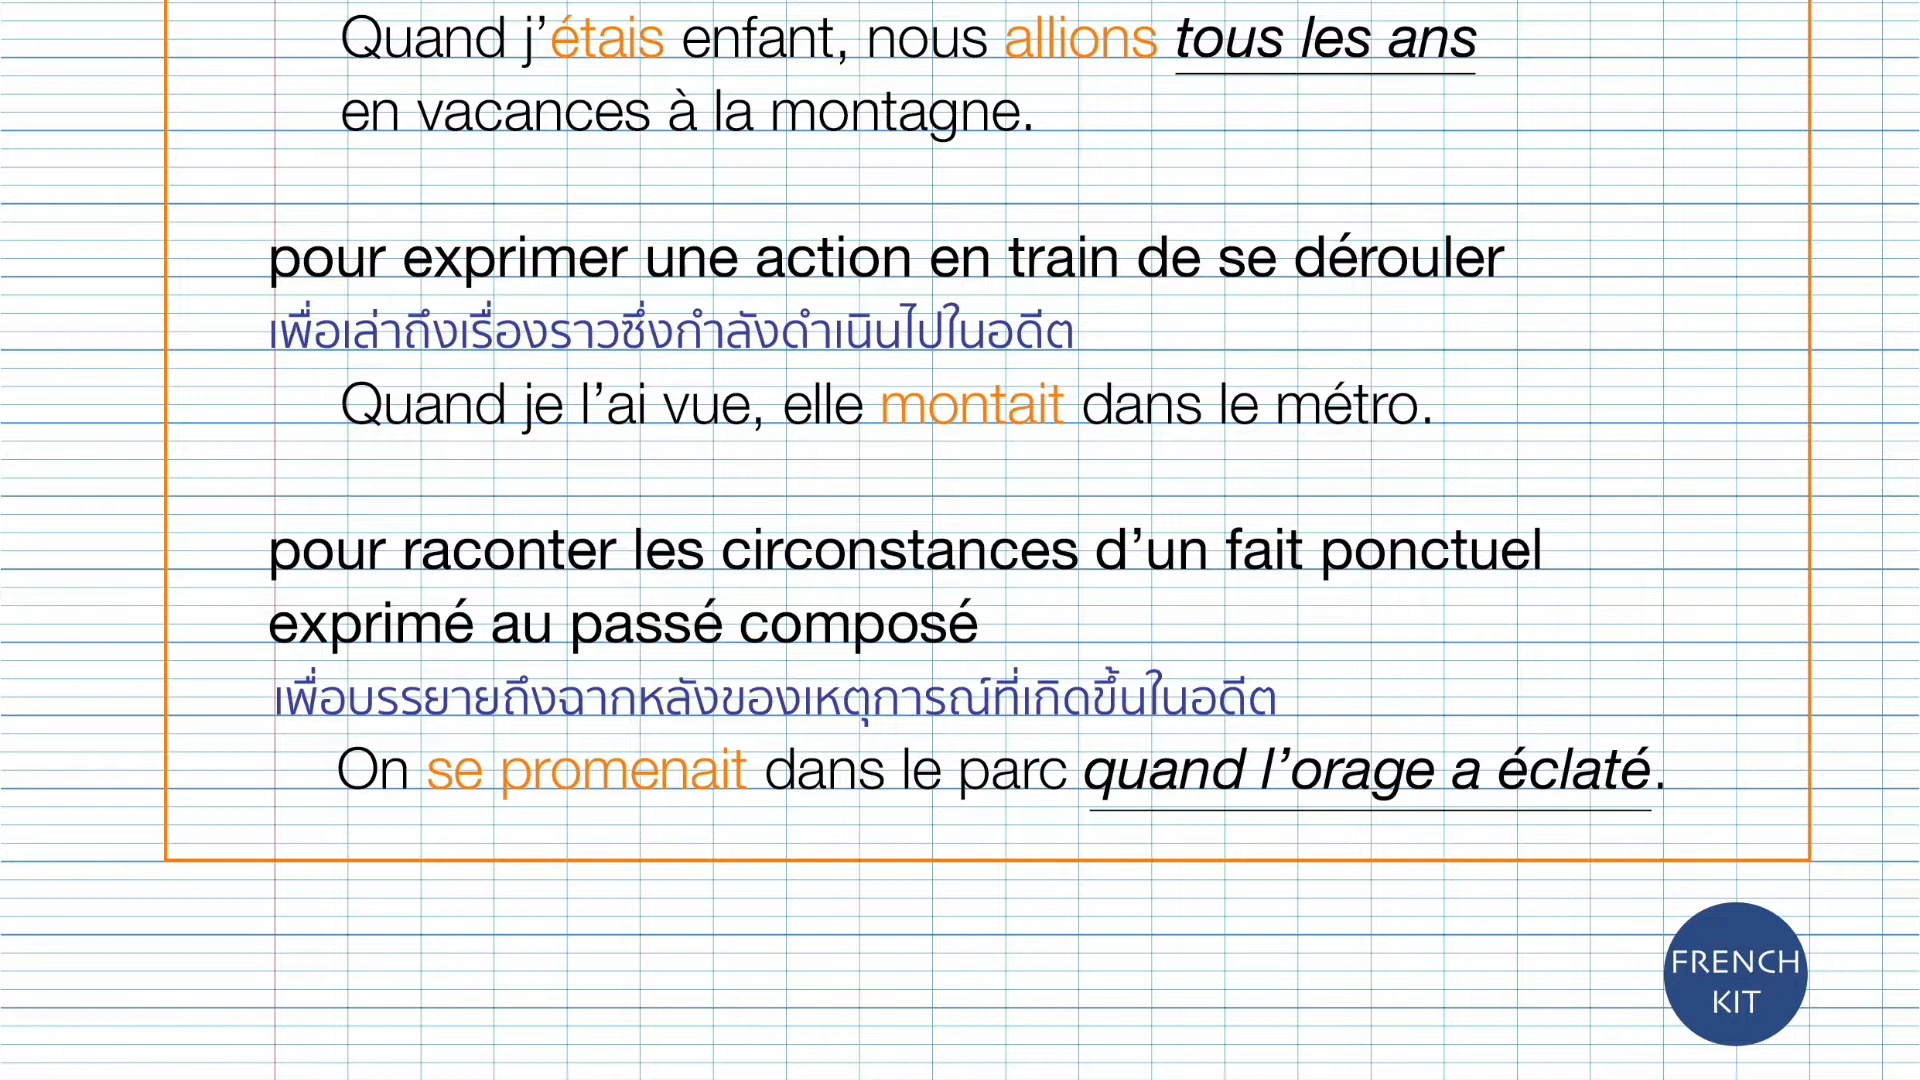 Quand j’étais enfant, nous allions tous les ans
en vacances à la montagne.
pour exprimer une action en train de se dérouler
เพื่อเล่าถึงเรื่องราวซึ่งกำลังดำเนินไปในอดีต
Quand je l’ai vue, elle montait dans le métro.
pour raconter les circonstances d’un fait ponctuel
exprimé au passé composé
เพื่อบรรยายถึงฉากหลังของเหตุการณ์ที่เกิดขึ้นในอดีต
On se promenait dans le parc quand l’orage a éclaté.
FRENCH
KIT